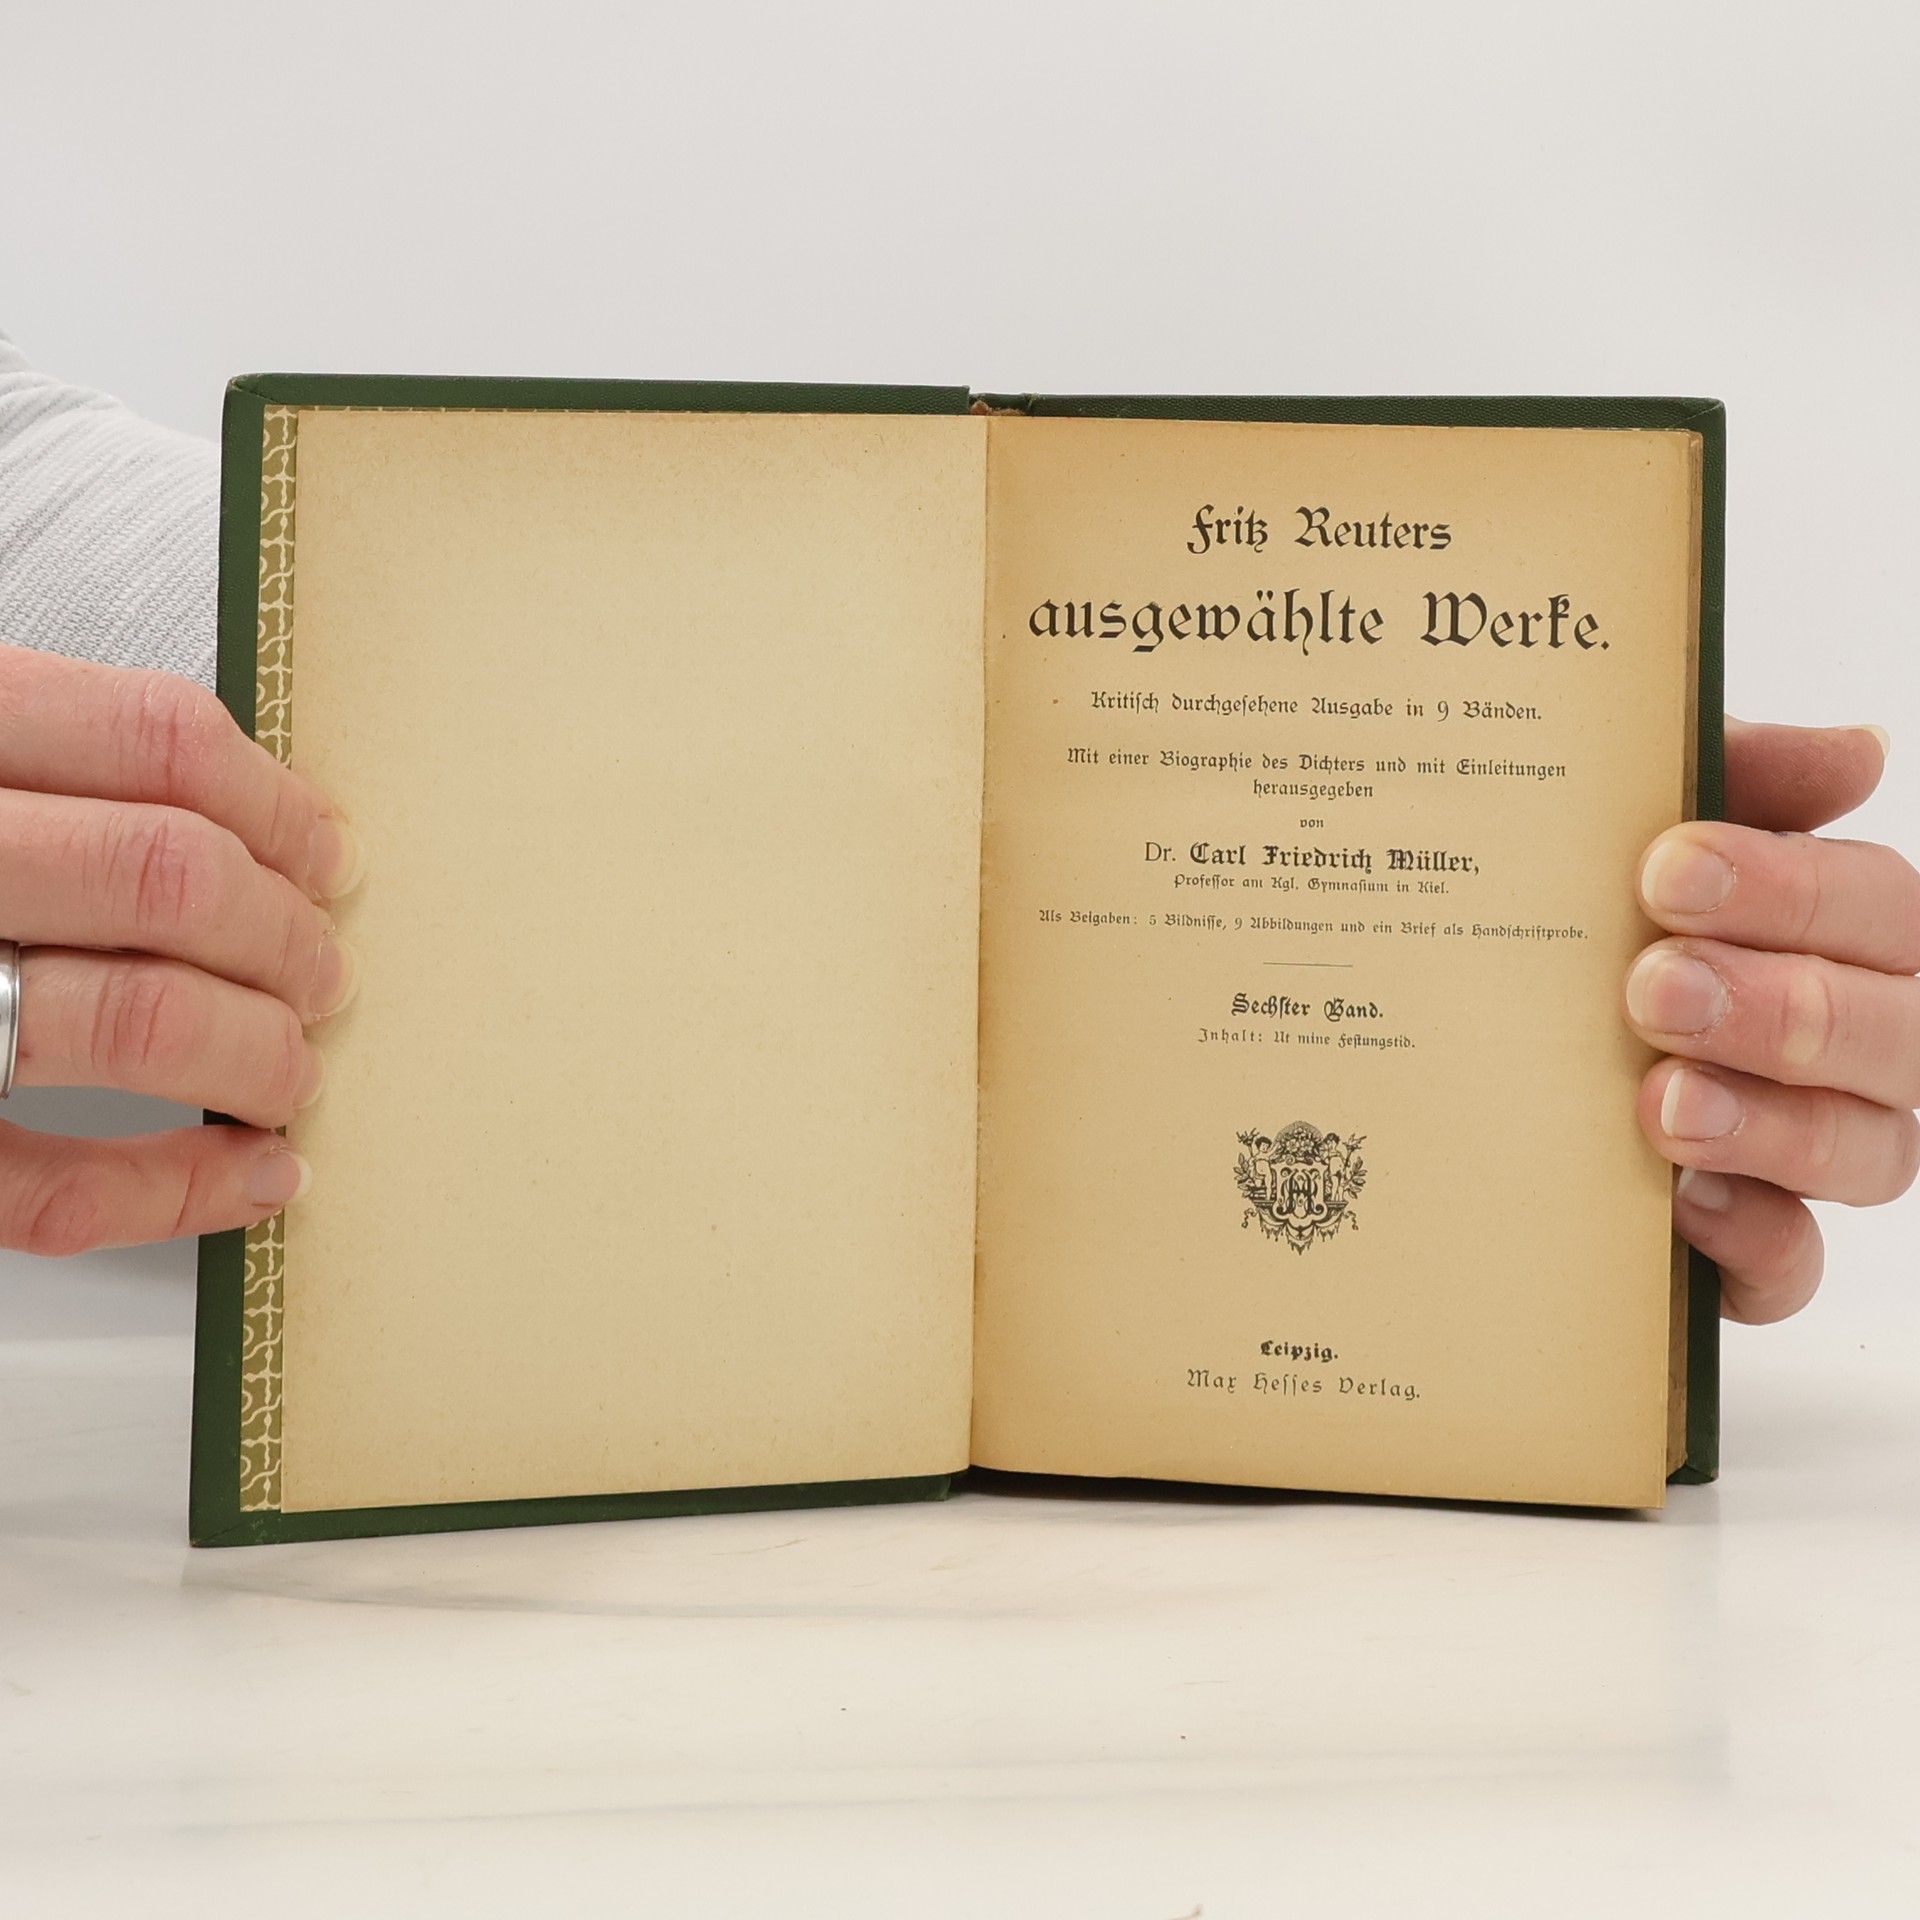 Fritz Reuters
ausgewählte Werke.
Kritisch durchgesehene Ausgabe in 9 Bänden.
Mit einer Biographie des Dichters und mit Einleitungen
herausgegeben
von
Dr. Carl Friedrich Müller,
Professor am Kgl. Gymnasium in Kiel.
Als Beigaben: 5 Bildnisse, 9 Abbildungen und ein Brief als Handschriftprobe.
Sechster Band.
Inhalt: Ut mine Festungstid.
Leipzig.
Max Hesses Verlag.